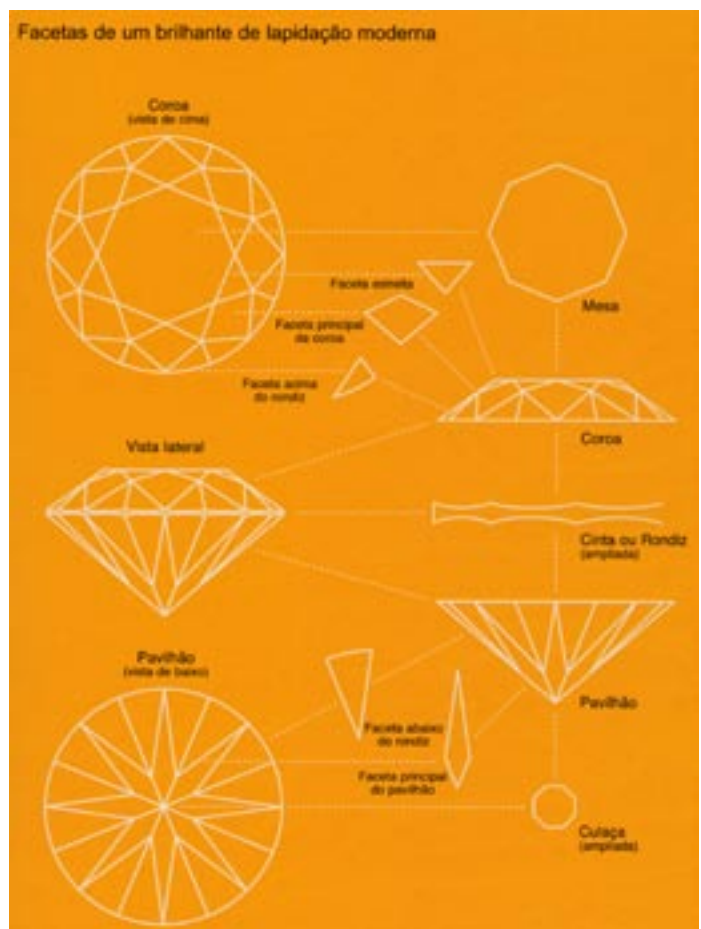 Facetas de um brilhante de lapidação moderna
Coroa
(vista de cima)
Faceta estrela
Mesa
Faceta principal
da coroa
Faceta acima
do rondiz
Coroa
Vista lateral
Cinta ou Rondiz
(ampliada)
Pavilhão
(vista de baixo)
Pavilhão
Faceta abaixo
do rondiz
Faceta principal
do pavilhão
Culaça
(ampliada)